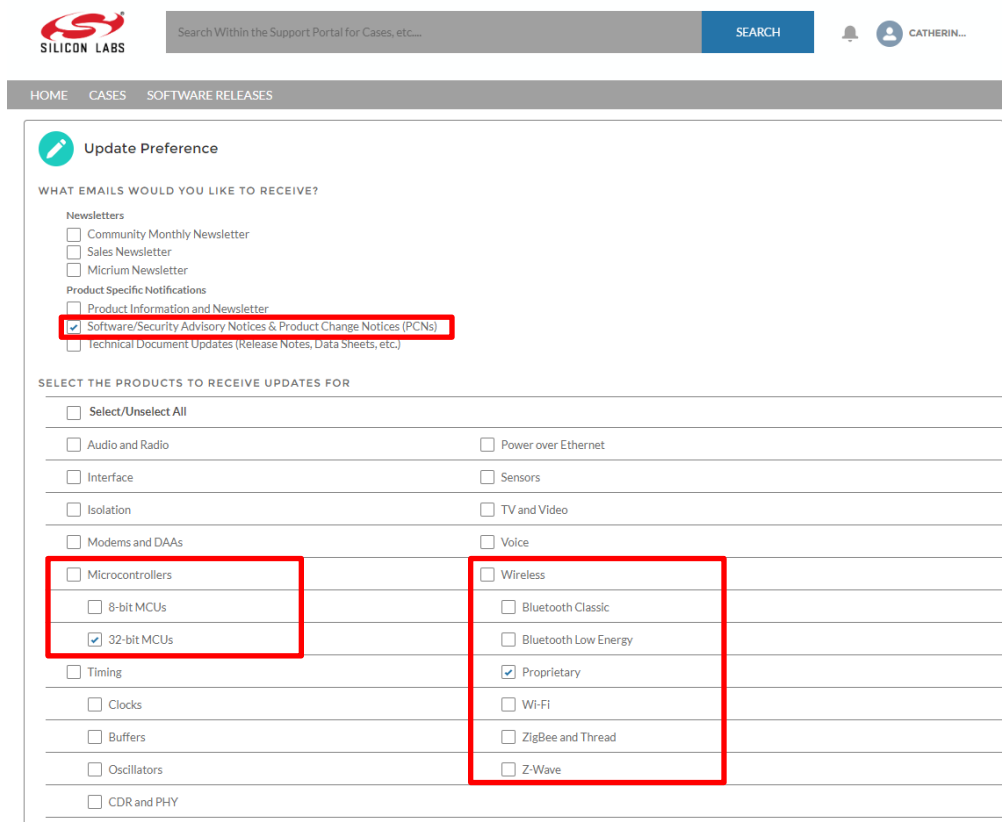 SILICON LABS
Search Within the Support Portal for Cases, etc....
SEARCH
CATHERIN...
HOME CASES SOFTWARE RELEASES
Update Preference
WHAT EMAILS WOULD YOU LIKE TO RECEIVE?
Newsletters
Community Monthly Newsletter
Sales Newsletter
Micrium Newsletter
Product Specific Notifications
Product Information and Newsletter
Software/Security Advisory Notices & Product Change Notices (PCNs)
Technical Document Updates (Release Notes, Data Sheets, etc.)
SELECT THE PRODUCTS TO RECEIVE UPDATES FOR
Select/Unselect All
Audio and Radio Power over Ethernet
Interface Sensors
Isolation TV and Video
Modems and DAAs Voice
Microcontrollers Wireless
8-bit MCUs Bluetooth Classic
32-bit MCUs Bluetooth Low Energy
Timing Proprietary
Clocks Wi-Fi
Buffers ZigBee and Thread
Oscillators Z-Wave
CDR and PHY